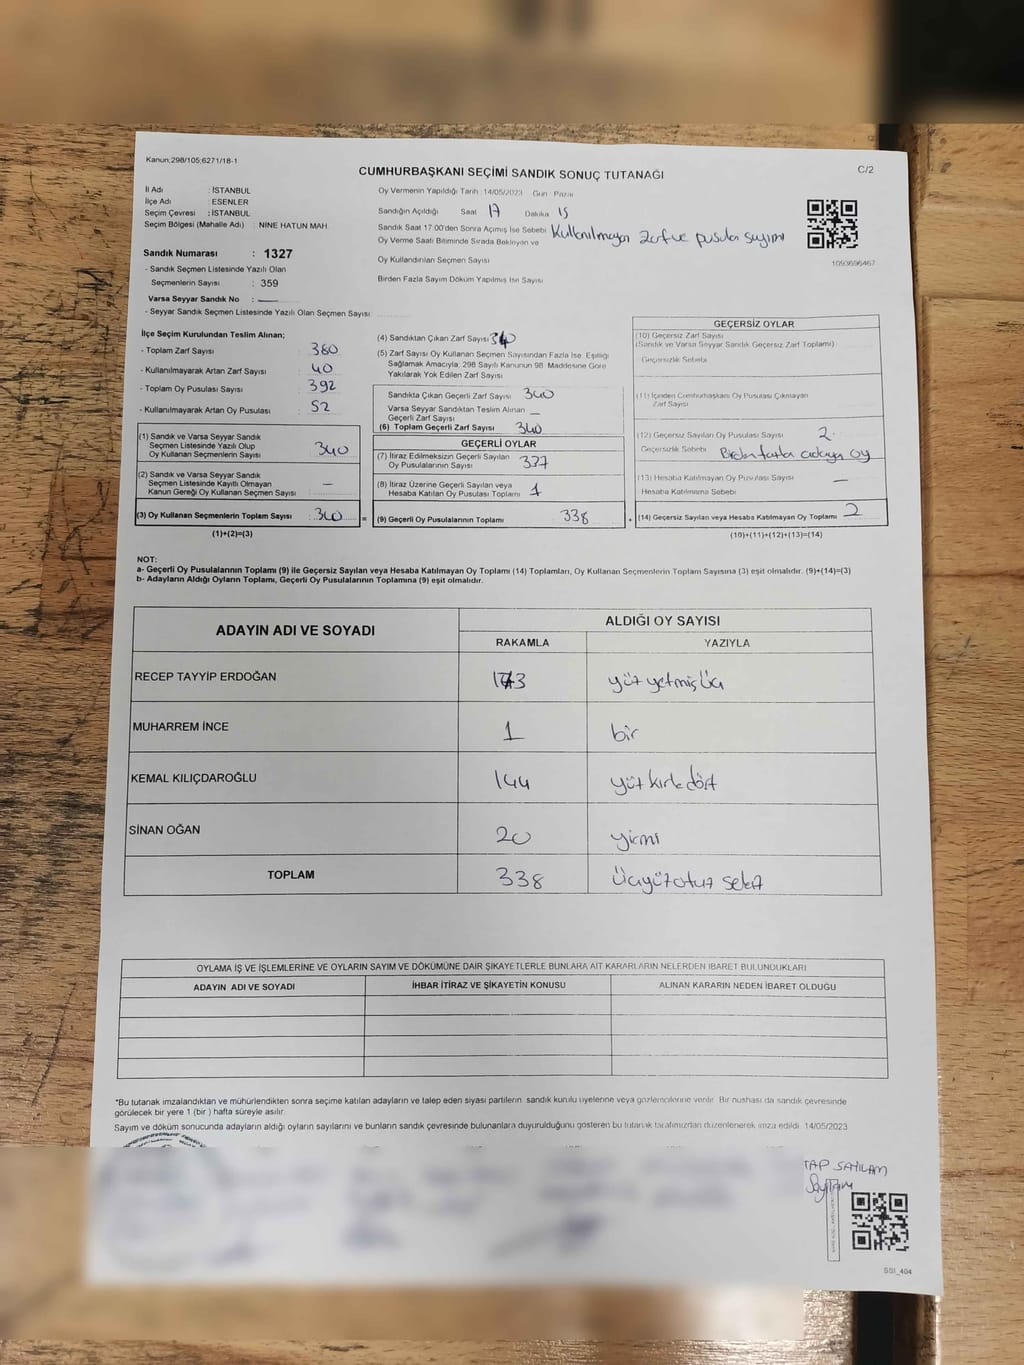 Kanun;298/105;6271/18-1
CUMHURBAŞKANI SEÇİMİ SANDIK SONUÇ TUTANAĞI
C/2
İl Adı : İSTANBUL
İlçe Adı : ESENLER
Seçim Çevresi : İSTANBUL
Seçim Bölgesi (Mahalle Adı) : NİNE HATUN MAH.
Sandık Numarası : 1327
- Sandık Seçmen Listesinde Yazılı Olan
Seçmenlerin Sayısı : 359
Varsa Seyyar Sandık No :
- Seyyar Sandık Seçmen Listesinde Yazılı Olan Seçmen Sayısı:
Oy Vermenin Yapıldığı Tarih :14/05/2023 Gün : Pazar
Sandığın Açıldığı Saat 17 Dakika 15
Sandık Saat 17:00'den Sonra Açımış İse Sebebi Kullanılmayan Zarf ve pusula sayımı
Oy Verme Saati Bitiminde Sırada Bekleyen ve
Oy Kullandırılan Seçmen Sayısı
Birden Fazla Sayım Döküm Yapılmış İse Sayısı
1093696467
İlçe Seçim Kurulundan Teslim Alınan;
- Toplam Zarf Sayısı 380
- Kullanılmayarak Artan Zarf Sayısı 40
- Toplam Oy Pusulası Sayısı 392
- Kullanılmayarak Artan Oy Pusulası 52
(1) Sandık ve Varsa Seyyar Sandık
Seçmen Listesinde Yazılı Olup
Oy Kullanan Seçmenlerin Sayısı 340
(2) Sandık ve Varsa Seyyar Sandık
Seçmen Listesinde Kayıtlı Olmayan
Kanun Gereği Oy Kullanan Seçmen Sayısı –
(3) Oy Kullanan Seçmenlerin Toplam Sayısı 340
(1)+(2)=(3)
(4) Sandıktan Çıkan Zarf Sayısı 340
(5) Zarf Sayısı Oy Kullanan Seçmen Sayısından Fazla İse, Eşitliği
Sağlamak Amacıyla; 298 Sayılı Kanunun 98. Maddesine Göre
Yakılarak Yok Edilen Zarf Sayısı
Sandıkta Çıkan Geçerli Zarf Sayısı 340
Varsa Seyyar Sandıktan Teslim Alınan
Geçerli Zarf Sayısı –
(6) Toplam Geçerli Zarf Sayısı 340
GEÇERLİ OYLAR
(7) İtiraz Edilmeksizin Geçerli Sayılan
Oy Pusulalarının Sayısı 337
(8) İtiraz Üzerine Geçerli Sayılan veya
Hesaba Katılan Oy Pusulası Toplamı 1
= (9) Geçerli Oy Pusulalarının Toplamı 338
GEÇERSİZ OYLAR
(10) Geçersiz Zarf Sayısı
(Sandık ve Varsa Seyyar Sandık Geçersiz Zarf Toplamı)
Geçersizlik Sebebi
(11) İçinden Cumhurbaşkanı Oy Pusulası Çıkmayan
Zarf Sayısı
(12) Geçersiz Sayılan Oy Pusulası Sayısı 2
Geçersizlik Sebebi Birden fazla adaya oy
(13) Hesaba Katılmayan Oy Pusulası Sayısı –
Hesaba Katılmama Sebebi
+ (14) Geçersiz Sayılan veya Hesaba Katılmayan Oy Toplamı 2
(10)+(11)+(12)+(13)=(14)
NOT:
a- Geçerli Oy Pusulalarının Toplamı (9) ile Geçersiz Sayılan veya Hesaba Katılmayan Oy Toplamı (14) Toplamları, Oy Kullanan Seçmenlerin Toplam Sayısına (3) eşit olmalıdır. (9)+(14)=(3)
b- Adayların Aldığı Oyların Toplamı, Geçerli Oy Pusulalarının Toplamına (9) eşit olmalıdır.
ADAYIN ADI VE SOYADI
ALDIĞI OY SAYISI
RAKAMLA YAZIYLA
RECEP TAYYİP ERDOĞAN 173 yüz yetmiş Üç
MUHARREM İNCE 1 bir
KEMAL KILIÇDAROĞLU 144 yüz kırk dört
SİNAN OĞAN 20 yirmi
TOPLAM 338 Üçyüz otuz sekiz
OYLAMA İŞ VE İŞLEMLERİNE VE OYLARIN SAYIM VE DÖKÜMÜNE DAİR ŞİKAYETLERLE BUNLARA AİT KARARLARIN NELERDEN İBARET BULUNDUKLARI
ADAYIN ADI VE SOYADI İHBAR İTİRAZ VE ŞİKAYETİN KONUSU ALINAN KARARIN NEDEN İBARET OLDUĞU
*Bu tutanak imzalandıktan ve mühürlendikten sonra seçime katılan adayların ve talep eden siyasi partilerin sandık kurulu üyelerine veya gözlemcilerine verilir. Bir nushası da sandık çevresinde
görülecek bir yere 1 (bir ) hafta süreyle asılır.
Sayım ve döküm sonucunda adayların aldığı oyların sayılarını ve bunların sandık çevresinde bulunanlara duyurulduğunu gösteren bu tutanak tarafımızdan düzenlenerek imza edildi. 14/05/2023
SSI_404